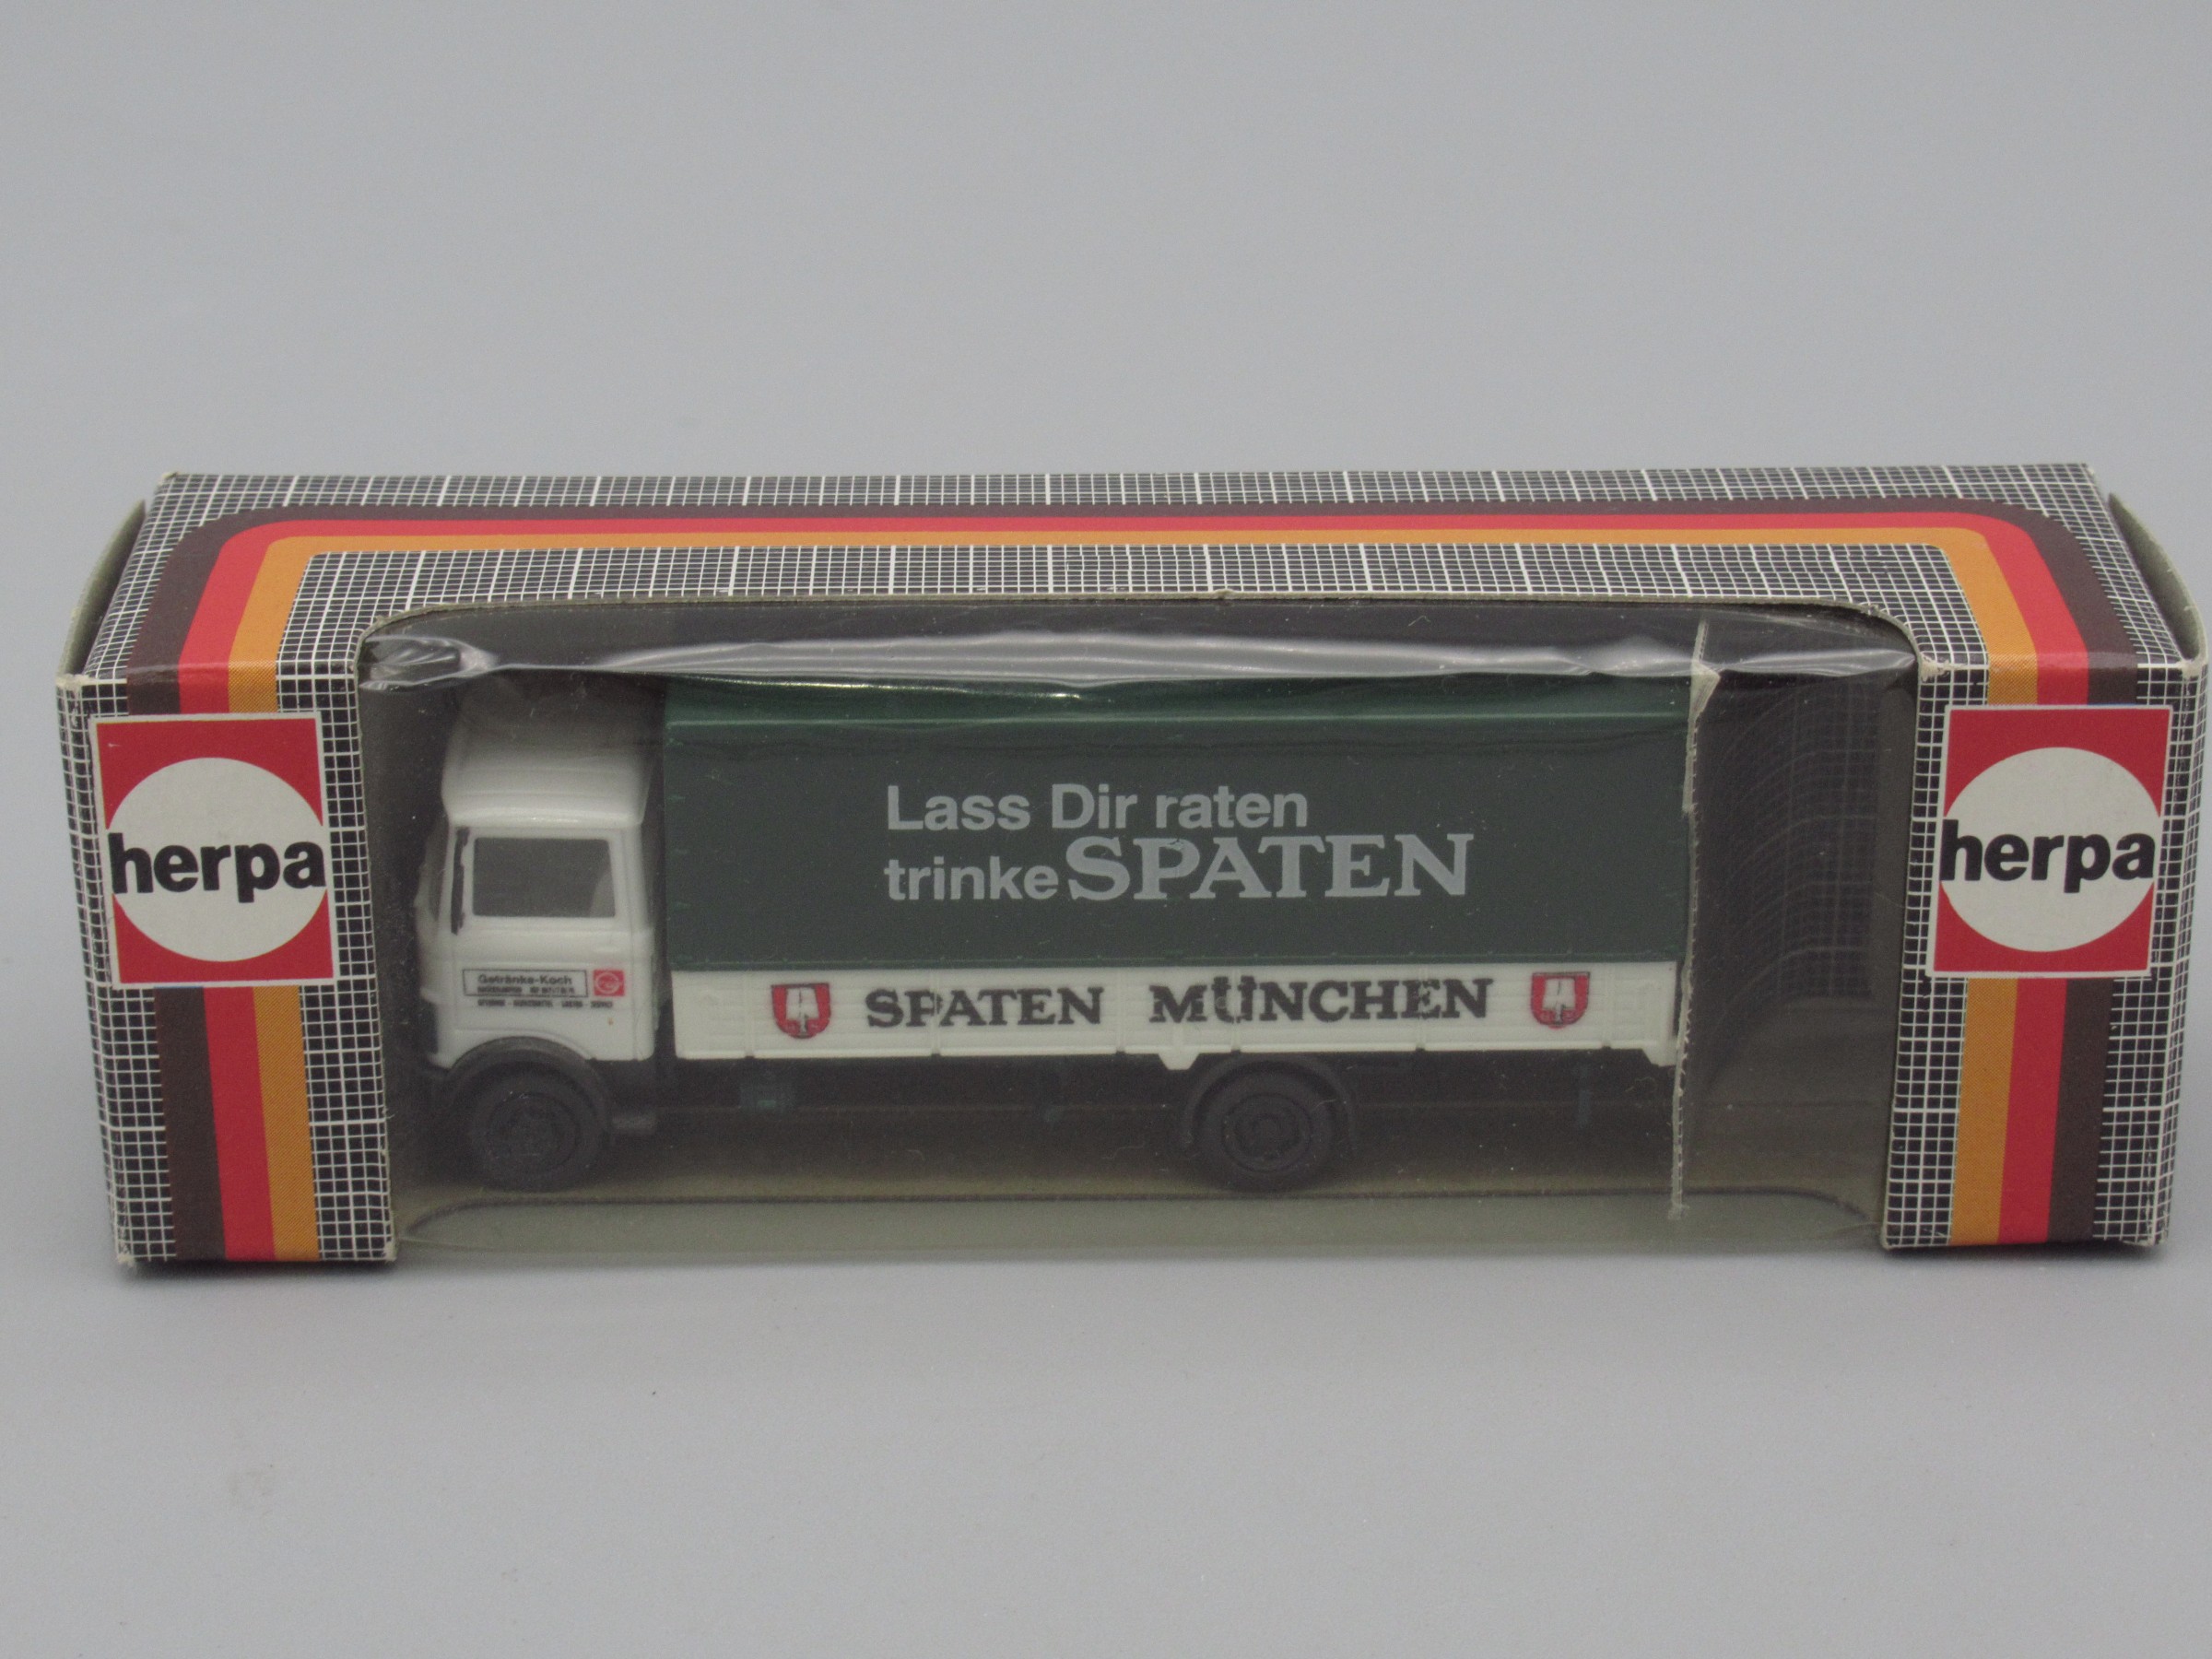 herpa
Lass Dir raten
trinke SPATEN
Getränke-Koch
SPATEN MÜNCHEN
herpa